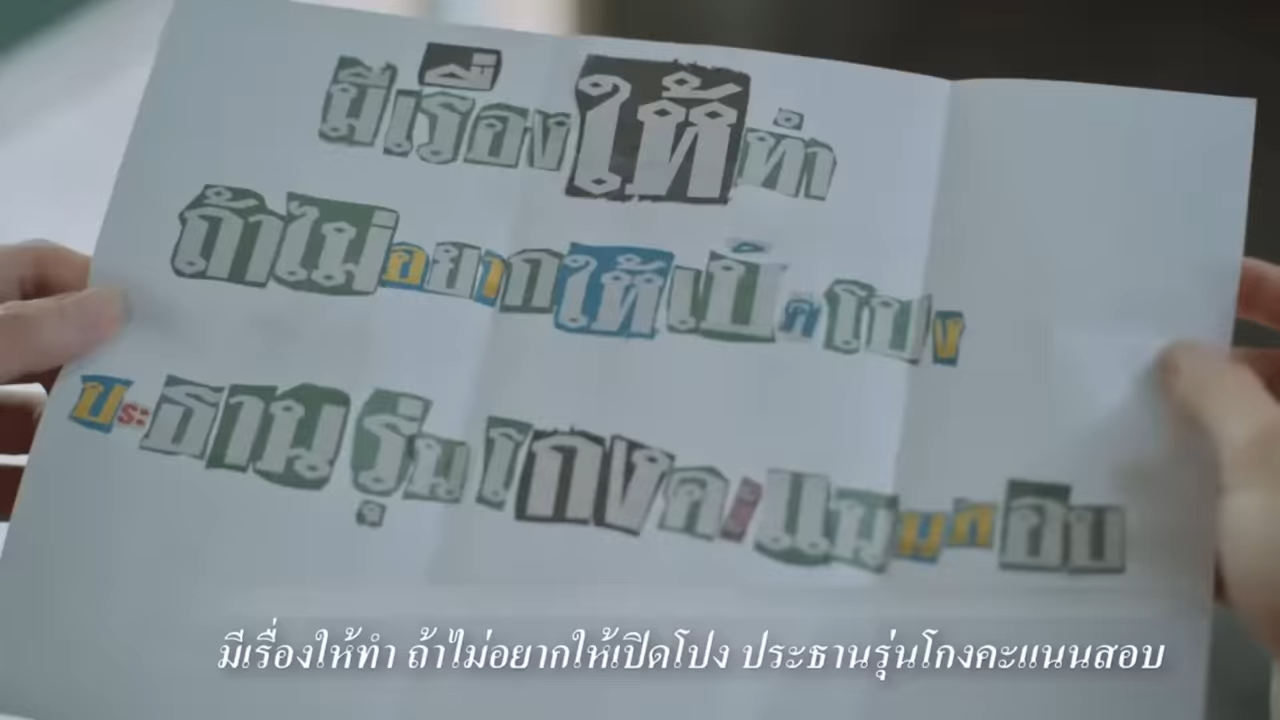 มีเรื่องให้ทำ
ถ้าไม่อยากให้เปิดโปง
ประธานรุ่นโกงคะแนนสอบ
มีเรื่องให้ทำ ถ้าไม่อยากให้เปิดโปง ประธานรุ่นโกงคะแนนสอบ